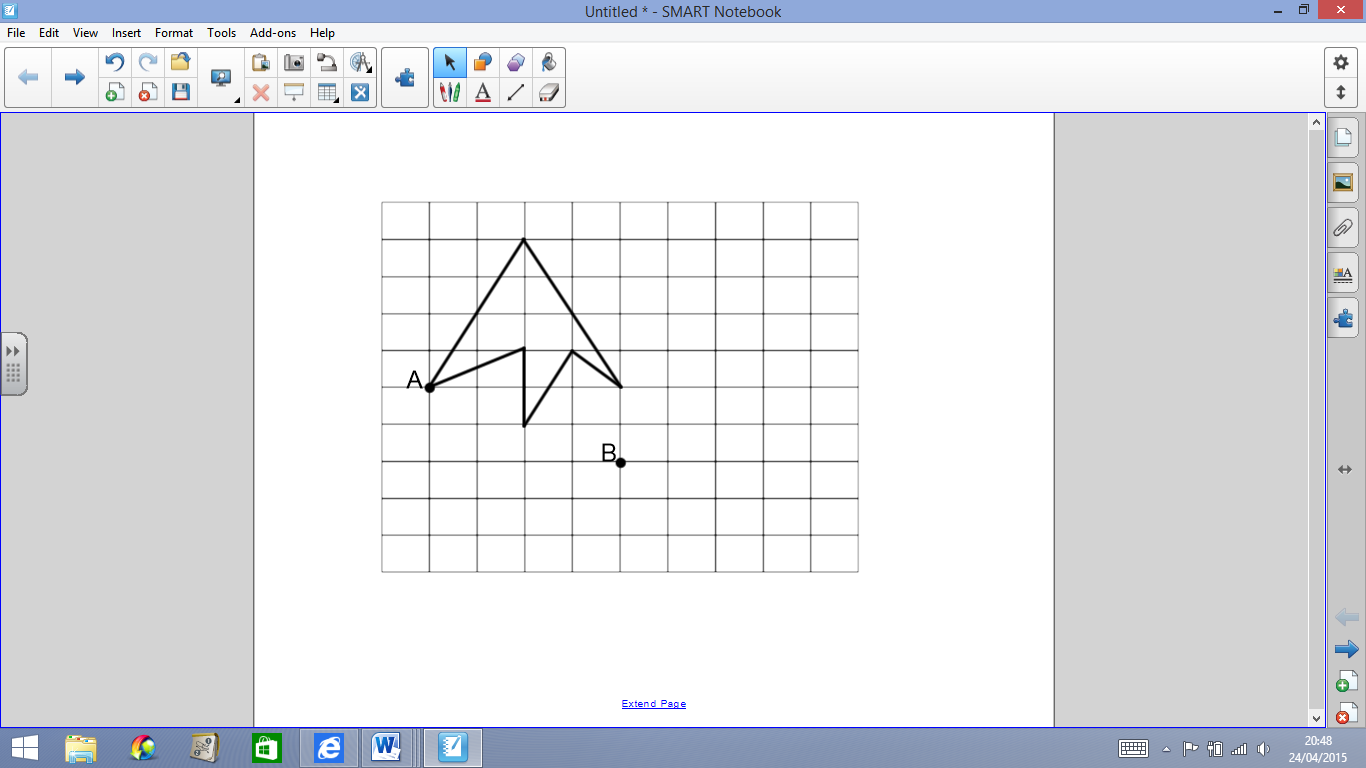 Untitled * - SMART Notebook
File Edit View Insert Format Tools Add-ons Help
A
B
Extend Page
20:48
24/04/2015